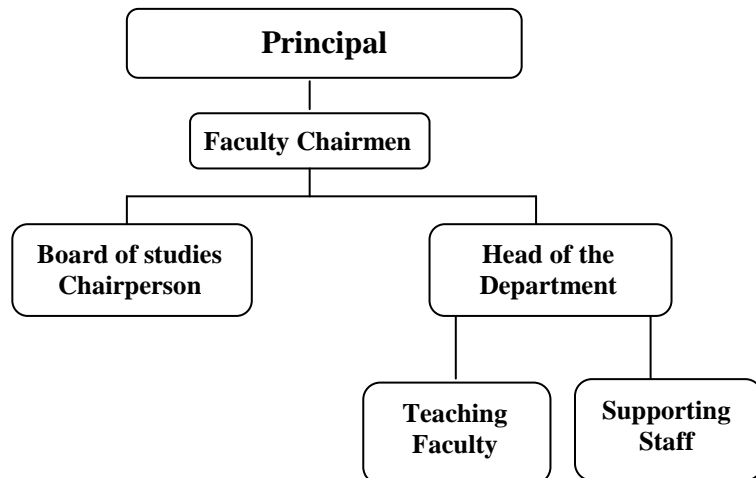 Principal
Faculty Chairmen
Board of studies
Chairperson
Head of the
Department
Teaching
Faculty
Supporting
Staff